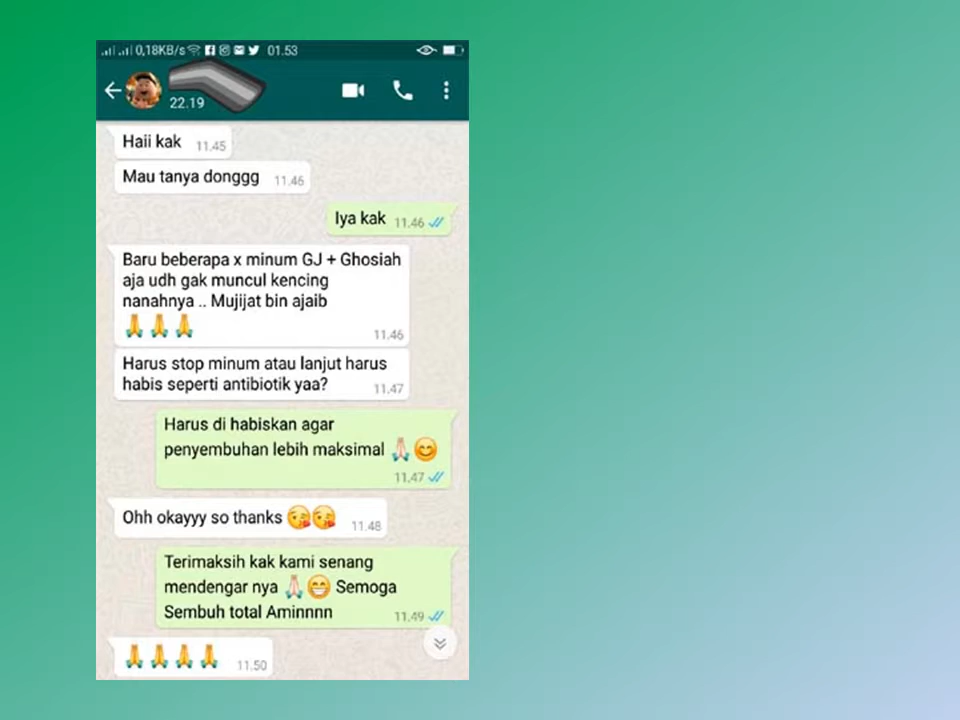 0,18KB/s 01.53
22.19
Haii kak 11.45
Mau tanya donggg 11.46
Iya kak 11.46
Baru beberapa x minum GJ + Ghosiah
aja udh gak muncul kencing
nanahnya .. Mujijat bin ajaib
🙏🙏🙏 11.46
Harus stop minum atau lanjut harus
habis seperti antibiotik yaa? 11.47
Harus di habiskan agar
penyembuhan lebih maksimal 🙏😊
11.47
Ohh okayyy so thanks 😘😘 11.48
Terimaksih kak kami senang
mendengar nya 🙏😁 Semoga
Sembuh total Aminnnn 11.49
🙏🙏🙏🙏 11.50